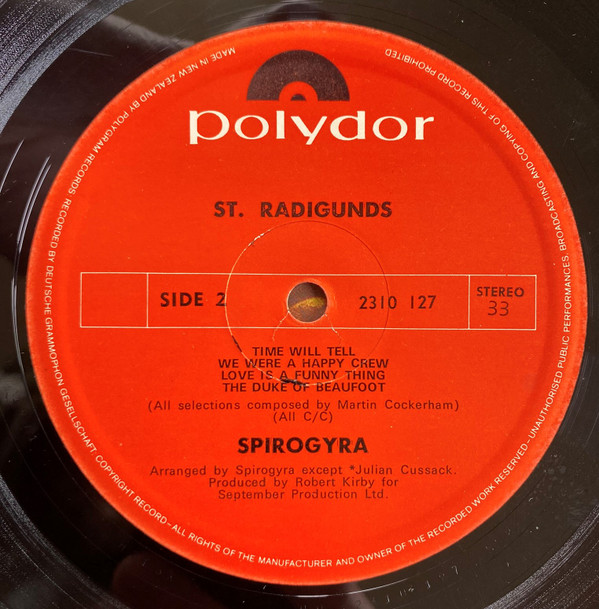 polydor
ST. RADIGUNDS
SIDE 2
2310 127
STEREO
33
TIME WILL TELL
WE WERE A HAPPY CREW
LOVE IS A FUNNY THING
THE DUKE OF BEAUFOOT
(All selections composed by Martin Cockerham)
(All C/C)
SPIROGYRA
Arranged by Spirogyra except *Julian Cussack.
Produced by Robert Kirby for
September Production Ltd.
MADE IN NEW ZEALAND BY POLYGRAM RECORDS. RECORDED BY DEUTSCHE GRAMMOPHON GESELLSCHAFT. COPYRIGHT RECORD-ALL RIGHTS OF THE MANUFACTURER AND OWNER OF THE RECORDED WORK RESERVED-UNAUTHORISED PUBLIC PERFORMANCES. BROADCASTING AND COPYING OF THIS RECORD PROHIBITED